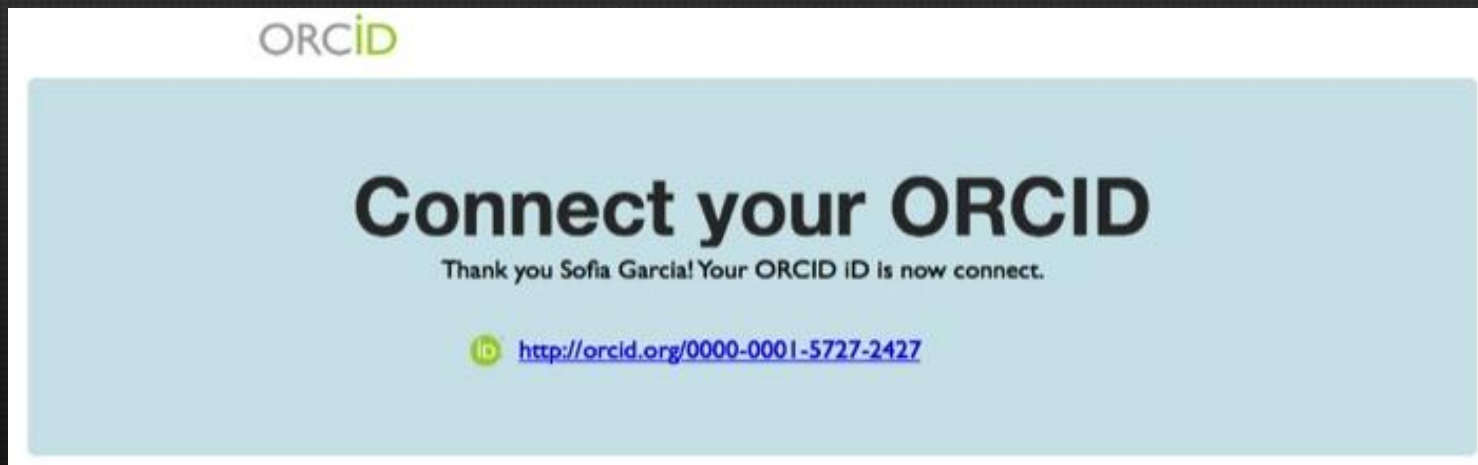 ORCiD
Connect your ORCID
Thank you Sofia Garcia! Your ORCID iD is now connect.
iD http://orcid.org/0000-0001-5727-2427